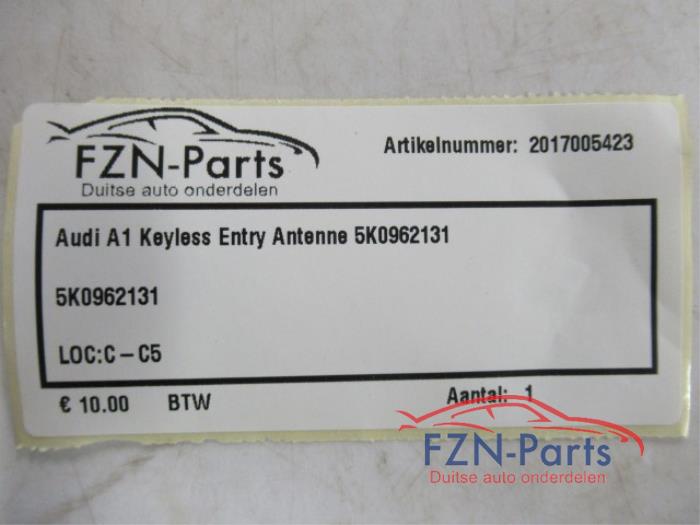 FZN-Parts
Duitse auto onderdelen
Artikelnummer: 2017005423
Audi A1 Keyless Entry Antenne 5K0962131
5K0962131
LOC:C - C5
€ 10.00 BTW
Aantal: 1
FZN-Parts
Duitse auto onderdelen